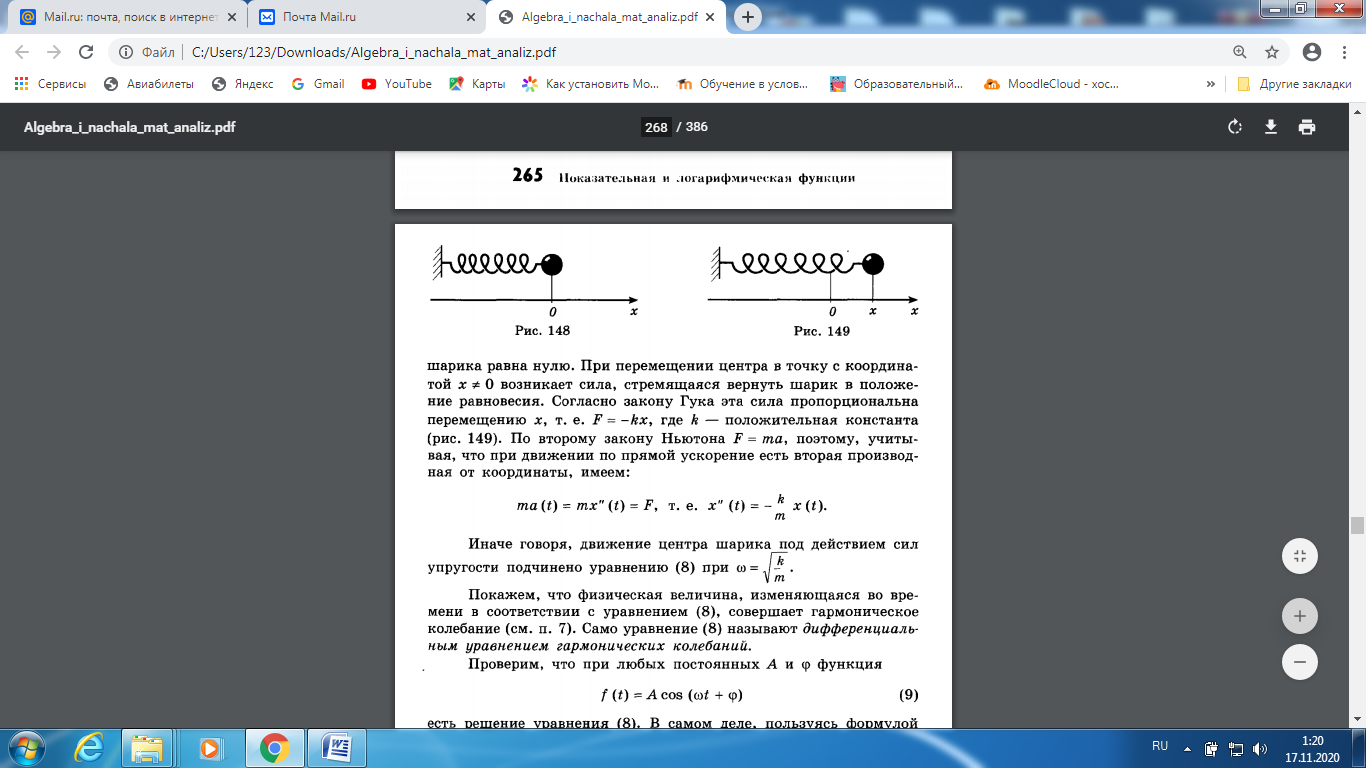 Mail.ru: почта, поиск в интернет
Почта Mail.ru
Algebra_i_nachala_mat_analiz.pdf
Файл | C:/Users/123/Downloads/Algebra_i_nachala_mat_analiz.pdf
Сервисы Авиабилеты Яндекс Gmail YouTube Карты Как установить Мо... Обучение в услов... Образовательный... MoodleCloud - хос... » Другие закладки
Algebra_i_nachala_mat_analiz.pdf 268 / 386
265 Показательная и логарифмическая функции
0 x
Рис. 148
0 x x
Рис. 149
шарика равна нулю. При перемещении центра в точку с координа-
той x ≠ 0 возникает сила, стремящаяся вернуть шарик в положе-
ние равновесия. Согласно закону Гука эта сила пропорциональна
перемещению x, т. е. F = –kx, где k — положительная константа
(рис. 149). По второму закону Ньютона F = ma, поэтому, учиты-
вая, что при движении по прямой ускорение есть вторая производ-
ная от координаты, имеем:
ma (t) = mx″ (t) = F, т. е. x″ (t) = – k/m x (t).
Иначе говоря, движение центра шарика под действием сил
упругости подчинено уравнению (8) при ω = √(k/m).
Покажем, что физическая величина, изменяющаяся во вре-
мени в соответствии с уравнением (8), совершает гармоническое
колебание (см. п. 7). Само уравнение (8) называют дифференциаль-
ным уравнением гармонических колебаний.
Проверим, что при любых постоянных A и φ функция
f (t) = A cos (ωt + φ) (9)
есть решение уравнения (8). В самом деле, пользуясь формулой
RU
1:20
17.11.2020